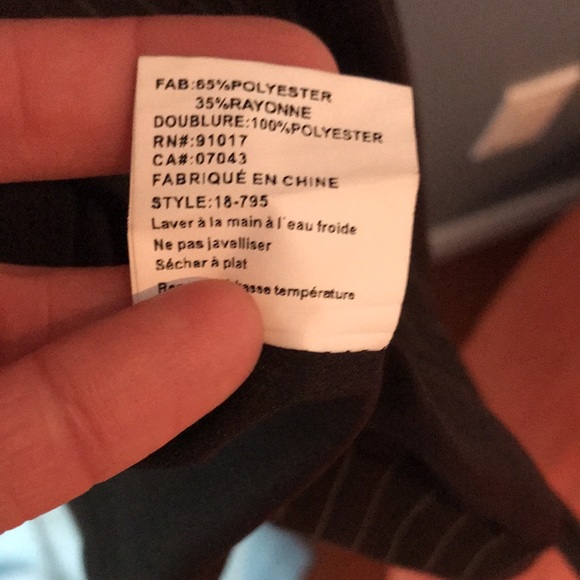 FAB:65%POLYESTER
35%RAYONNE
DOUBLURE:100%POLYESTER
RN#:91017
CA#:07043
FABRIQUÉ EN CHINE
STYLE:18-795
Laver à la main à l'eau froide
Ne pas javalliser
Sécher à plat
température